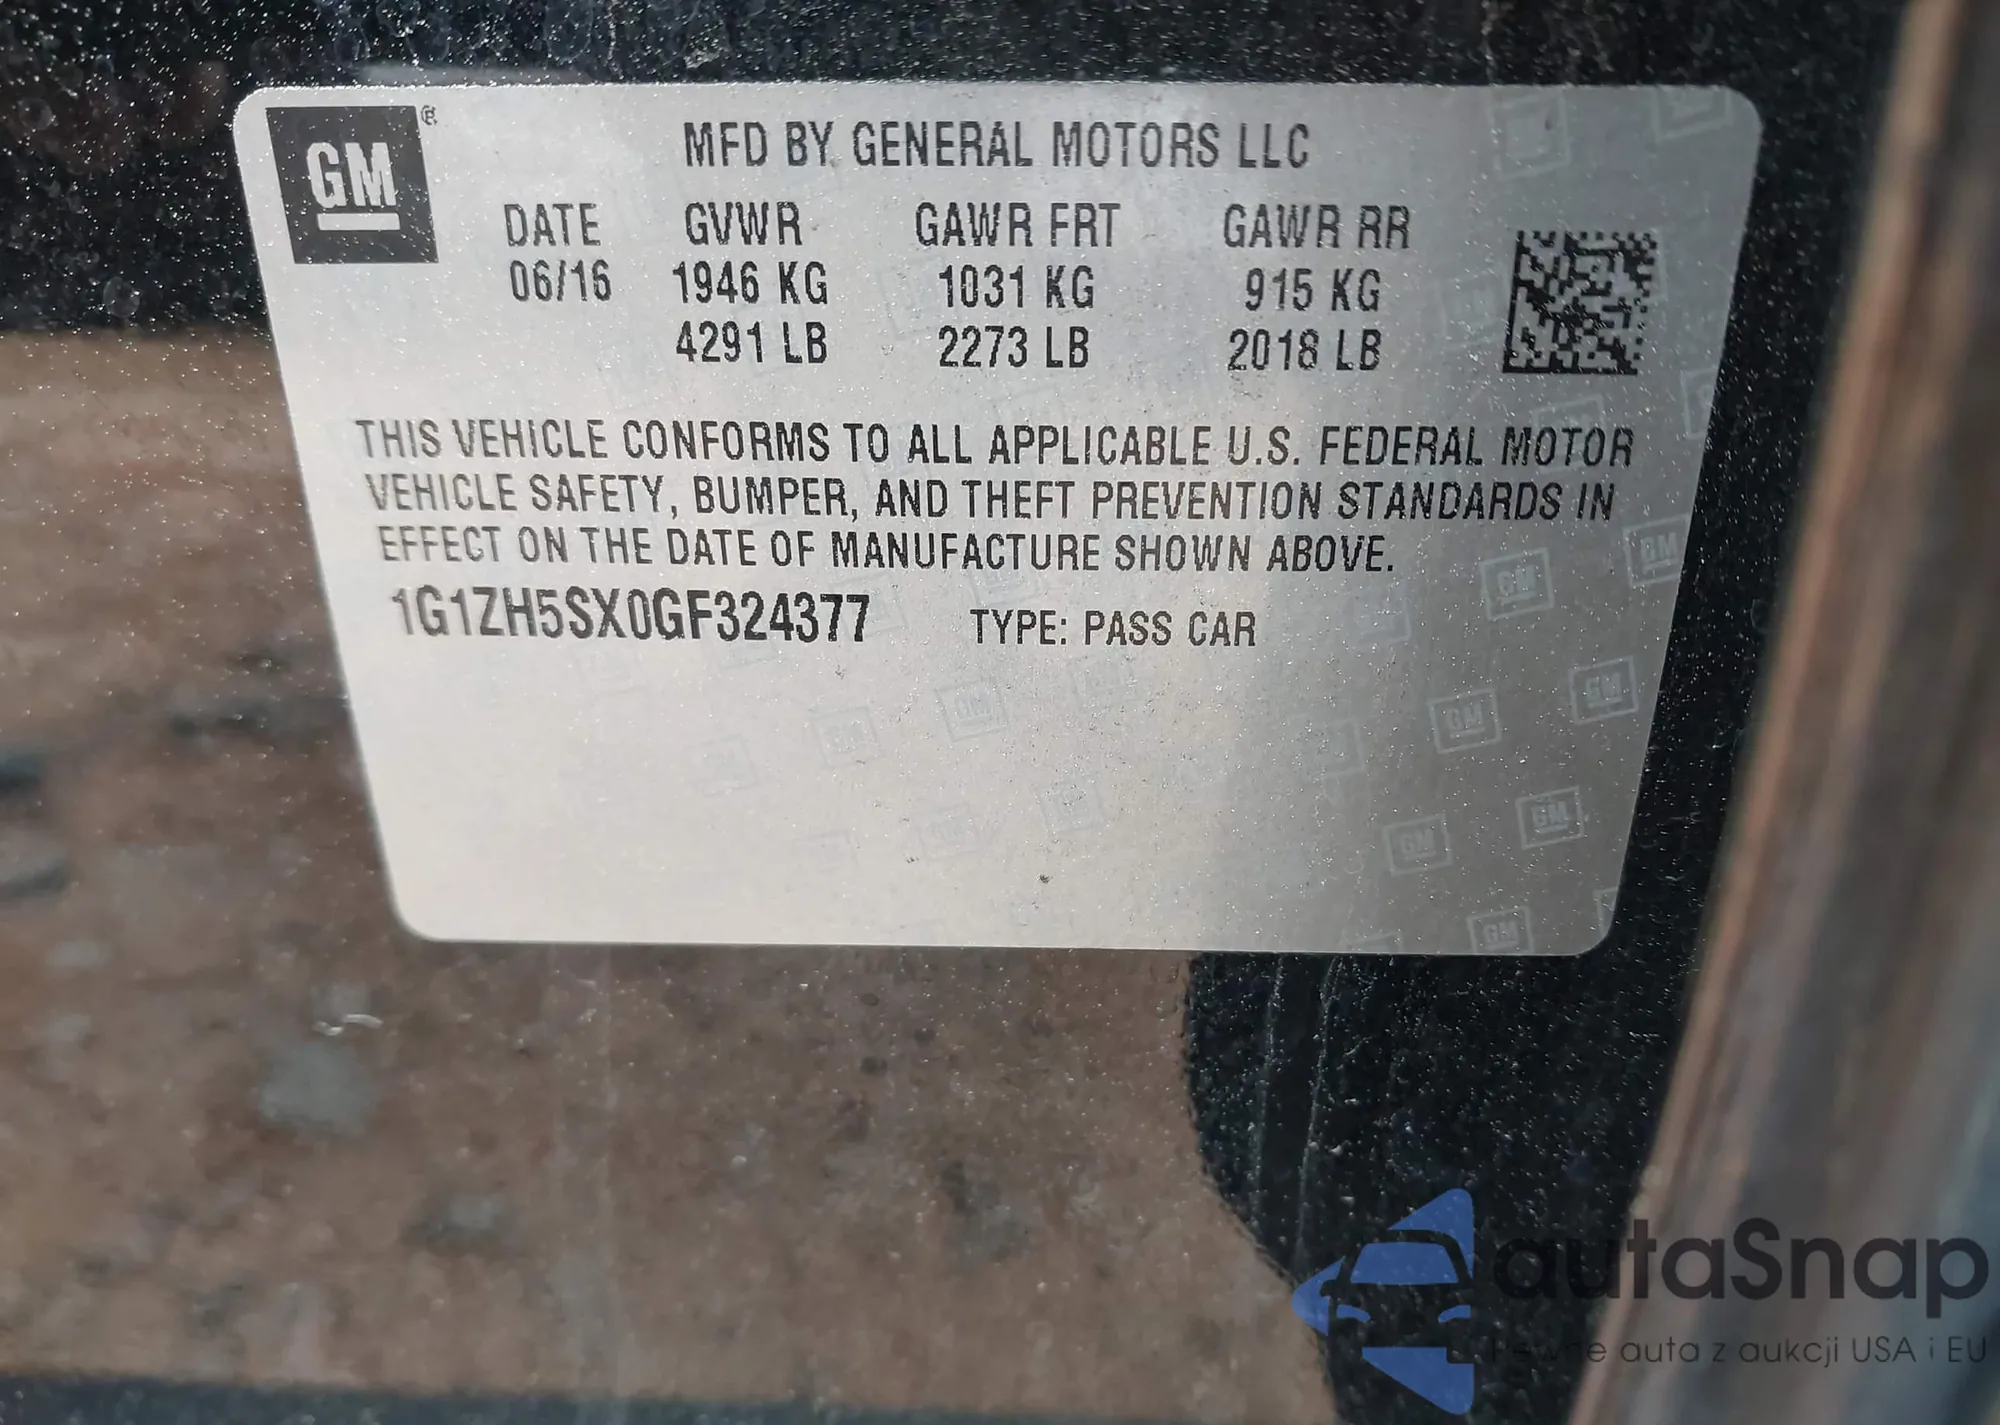 GM ®
MFD BY GENERAL MOTORS LLC
DATE GVWR GAWR FRT GAWR RR
06/16 1946 KG 1031 KG 915 KG
4291 LB 2273 LB 2018 LB
THIS VEHICLE CONFORMS TO ALL APPLICABLE U.S. FEDERAL MOTOR
VEHICLE SAFETY, BUMPER, AND THEFT PREVENTION STANDARDS IN
EFFECT ON THE DATE OF MANUFACTURE SHOWN ABOVE.
1G1ZH5SX0GF324377 TYPE: PASS CAR
autaSnap
Pewne auta z aukcji USA i EU